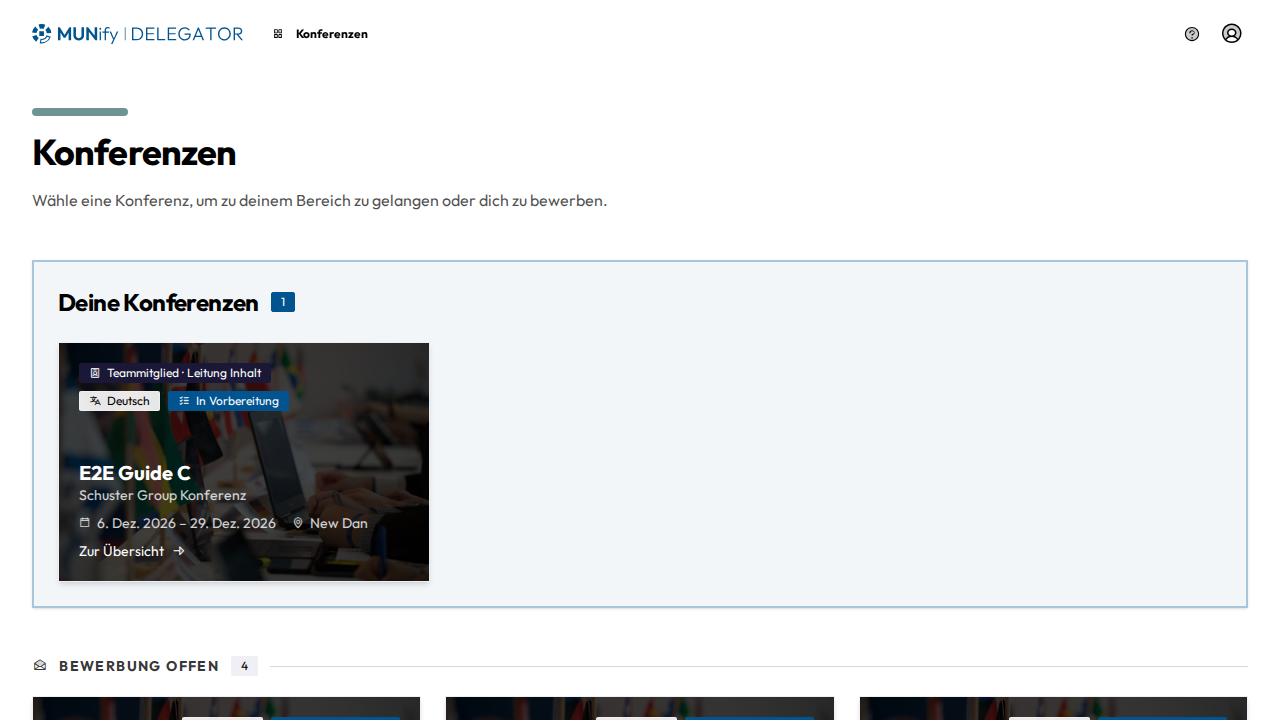 MUNify | DELEGATOR
Konferenzen
Konferenzen
Wähle eine Konferenz, um zu deinem Bereich zu gelangen oder dich zu bewerben.
Deine Konferenzen 1
Teammitglied · Leitung Inhalt
Deutsch In Vorbereitung
E2E Guide C
Schuster Group Konferenz
6. Dez. 2026 – 29. Dez. 2026 New Dan
Zur Übersicht
BEWERBUNG OFFEN 4